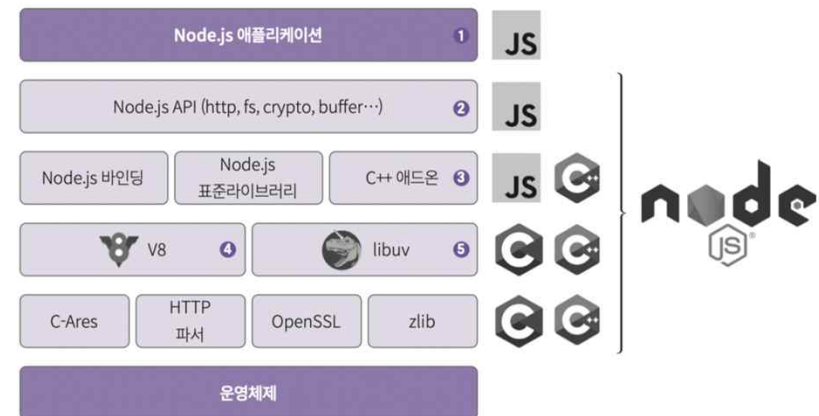 Node.js 애플리케이션 1 JS
Node.js API (http, fs, crypto, buffer…) 2 JS
Node.js 바인딩
Node.js
표준라이브러리
C++ 애드온 3 JS C++
V8 4
libuv 5 C C++
C-Ares
HTTP
파서
OpenSSL
zlib C C++
운영체제
node
JS®